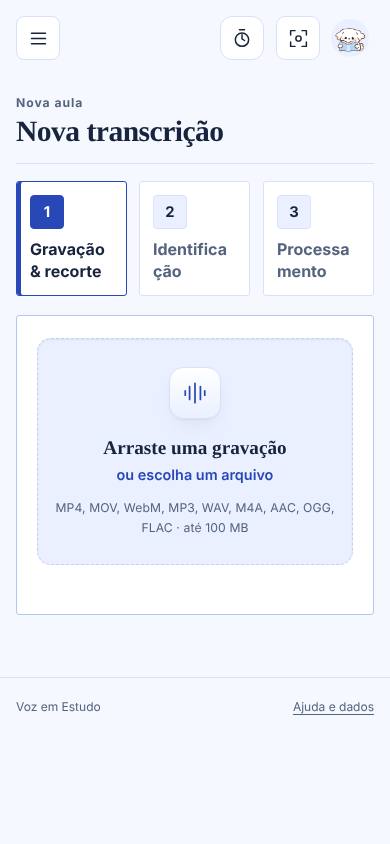 Nova aula
Nova transcrição
1
Gravação
& recorte
2
Identifica
ção
3
Processa
mento
Arraste uma gravação
ou escolha um arquivo
MP4, MOV, WebM, MP3, WAV, M4A, AAC, OGG,
FLAC · até 100 MB
Voz em Estudo
Ajuda e dados